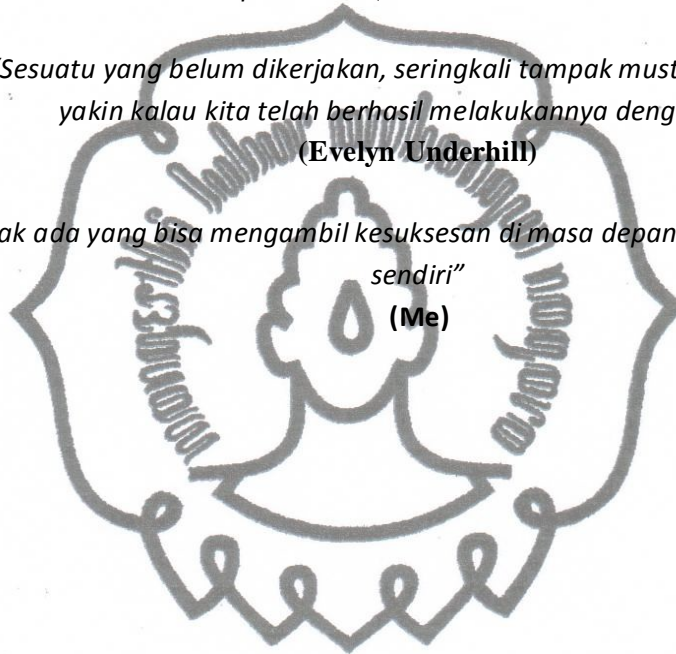 “Sesuatu yang belum dikerjakan, seringkali tampak must
yakin kalau kita telah berhasil melakukannya deng
(Evelyn Underhill)
ak ada yang bisa mengambil kesuksesan di masa depan
sendiri”
(Me)